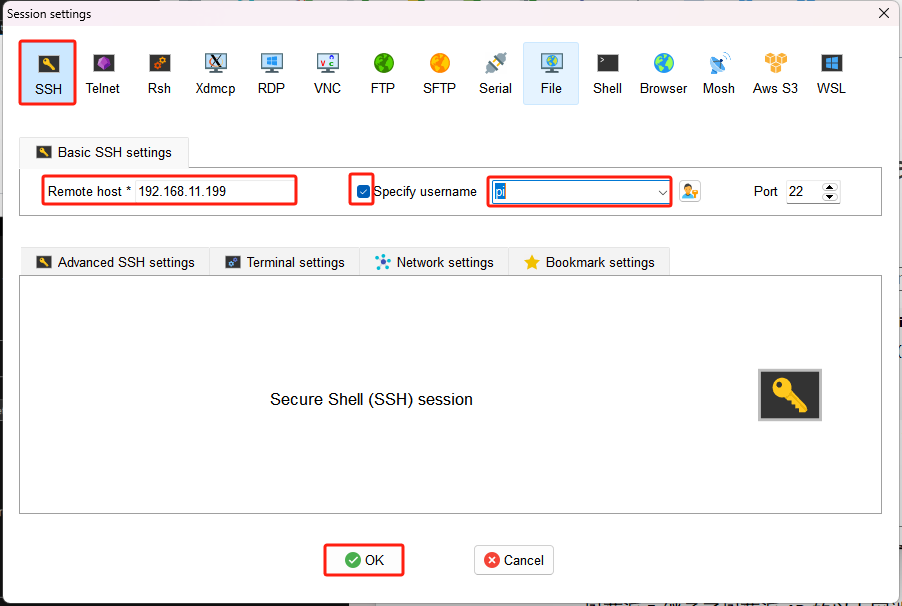 Session settings
SSH Telnet Rsh Xdmcp RDP VNC FTP SFTP Serial File Shell Browser Mosh Aws S3 WSL
Basic SSH settings
Remote host * 192.168.11.199 Specify username pi Port 22
Advanced SSH settings Terminal settings Network settings Bookmark settings
Secure Shell (SSH) session
OK Cancel